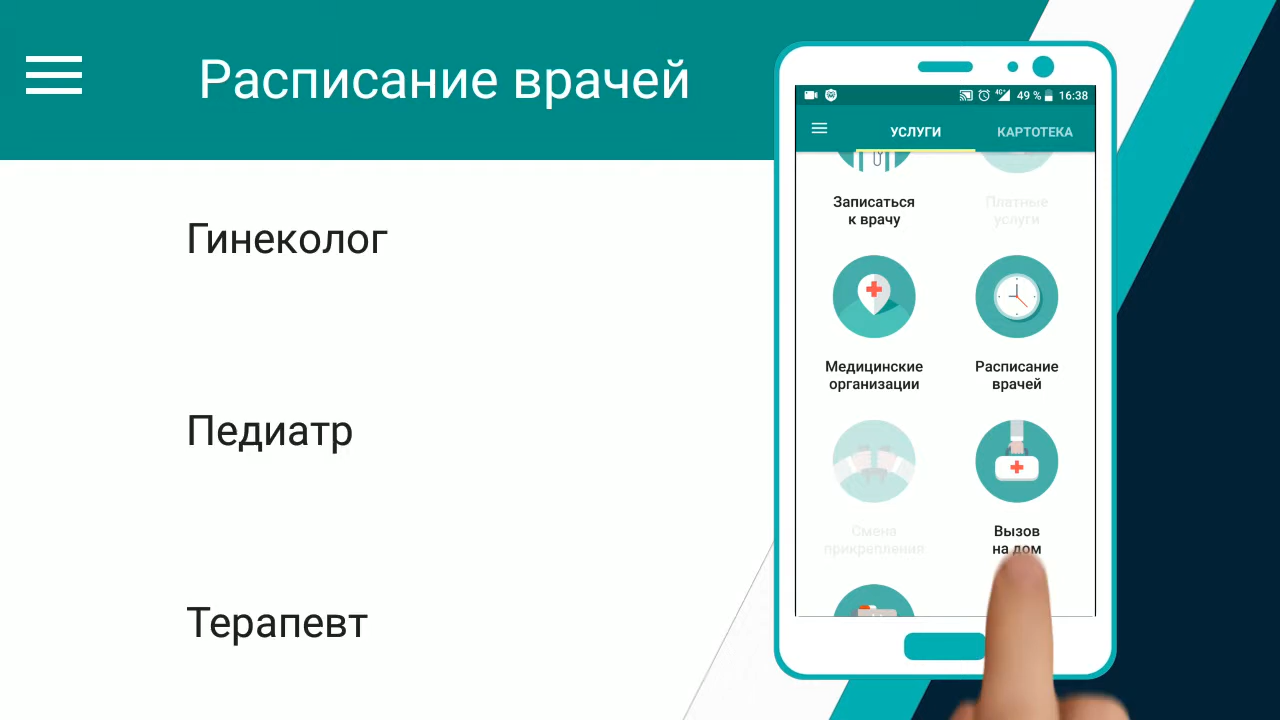 Расписание врачей
Гинеколог
Педиатр
Терапевт
4G+ 49 % 16:38
УСЛУГИ КАРТОТЕКА
Записаться
к врачу
Платные
услуги
Медицинские
организации
Расписание
врачей
Смена
прикрепления
Вызов
на дом